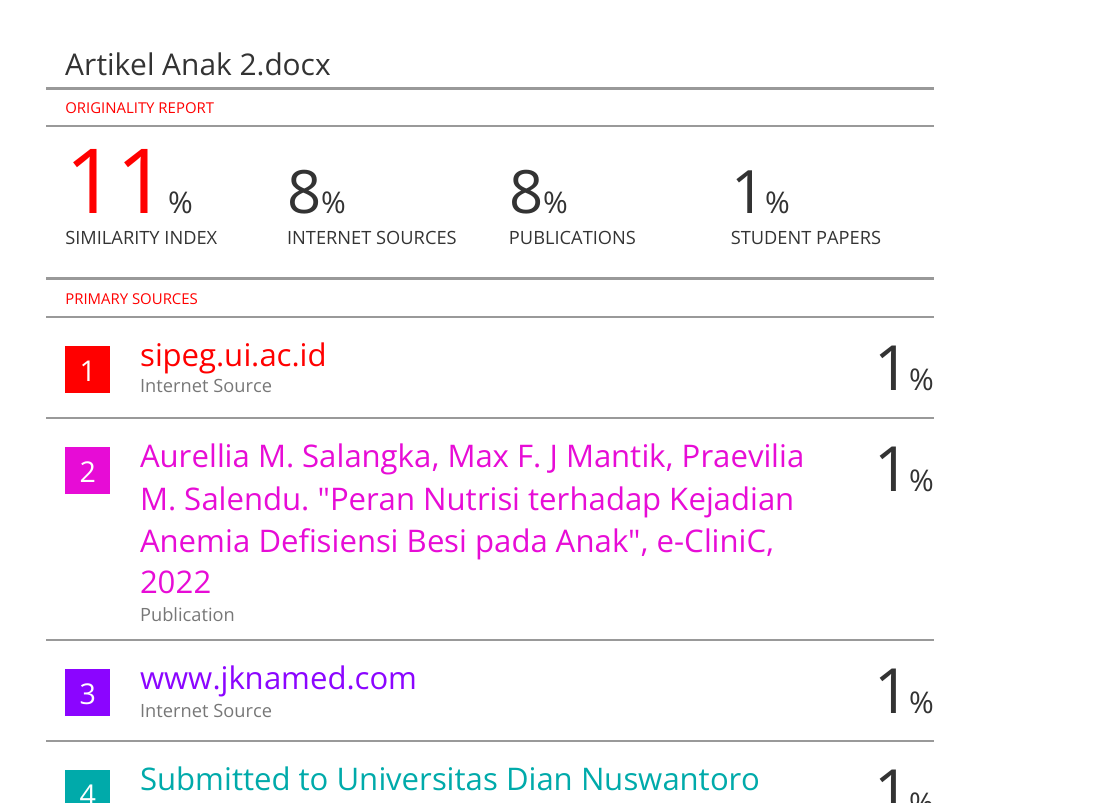 Artikel Anak 2.docx
ORIGINALITY REPORT
11% 8% 8% 1%
SIMILARITY INDEX INTERNET SOURCES PUBLICATIONS STUDENT PAPERS
PRIMARY SOURCES
1 sipeg.ui.ac.id 1%
Internet Source
2 Aurellia M. Salangka, Max F. J Mantik, Praevilia 1%
M. Salendu. "Peran Nutrisi terhadap Kejadian
Anemia Defisiensi Besi pada Anak", e-CliniC,
2022
Publication
3 www.jknamed.com 1%
Internet Source
4 Submitted to Universitas Dian Nuswantoro 1%